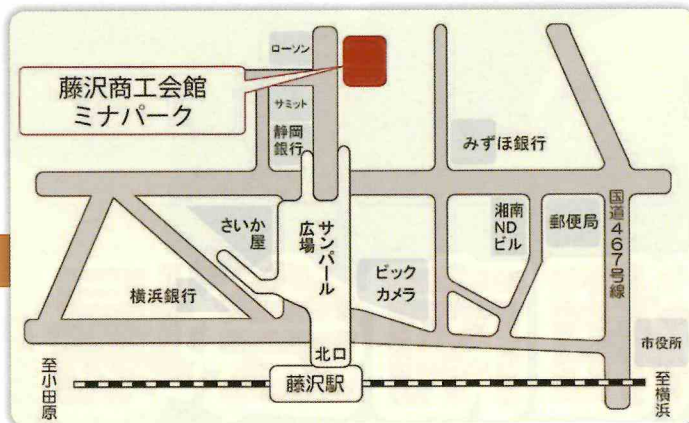 ローソン
藤沢商工会館
ミナパーク
サミット
静岡
銀行
みずほ銀行
さいか
屋
サンパール
広場
湘南
ND
ビル
郵便局
国道467号線
横浜銀行
ビック
カメラ
北口
市役所
至小田原
藤沢駅
至横浜